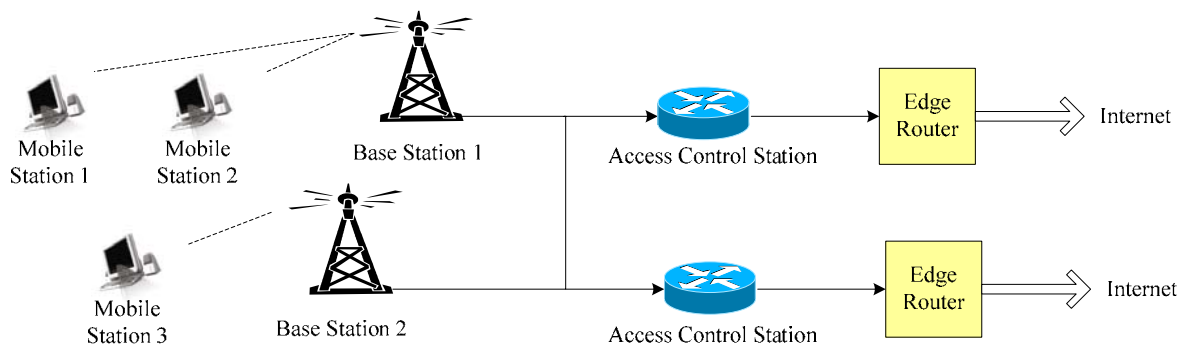 Mobile
Station 1
Mobile
Station 2
Base Station 1
Access Control Station
Edge
Router
Internet
Mobile
Station 3
Base Station 2
Access Control Station
Edge
Router
Internet